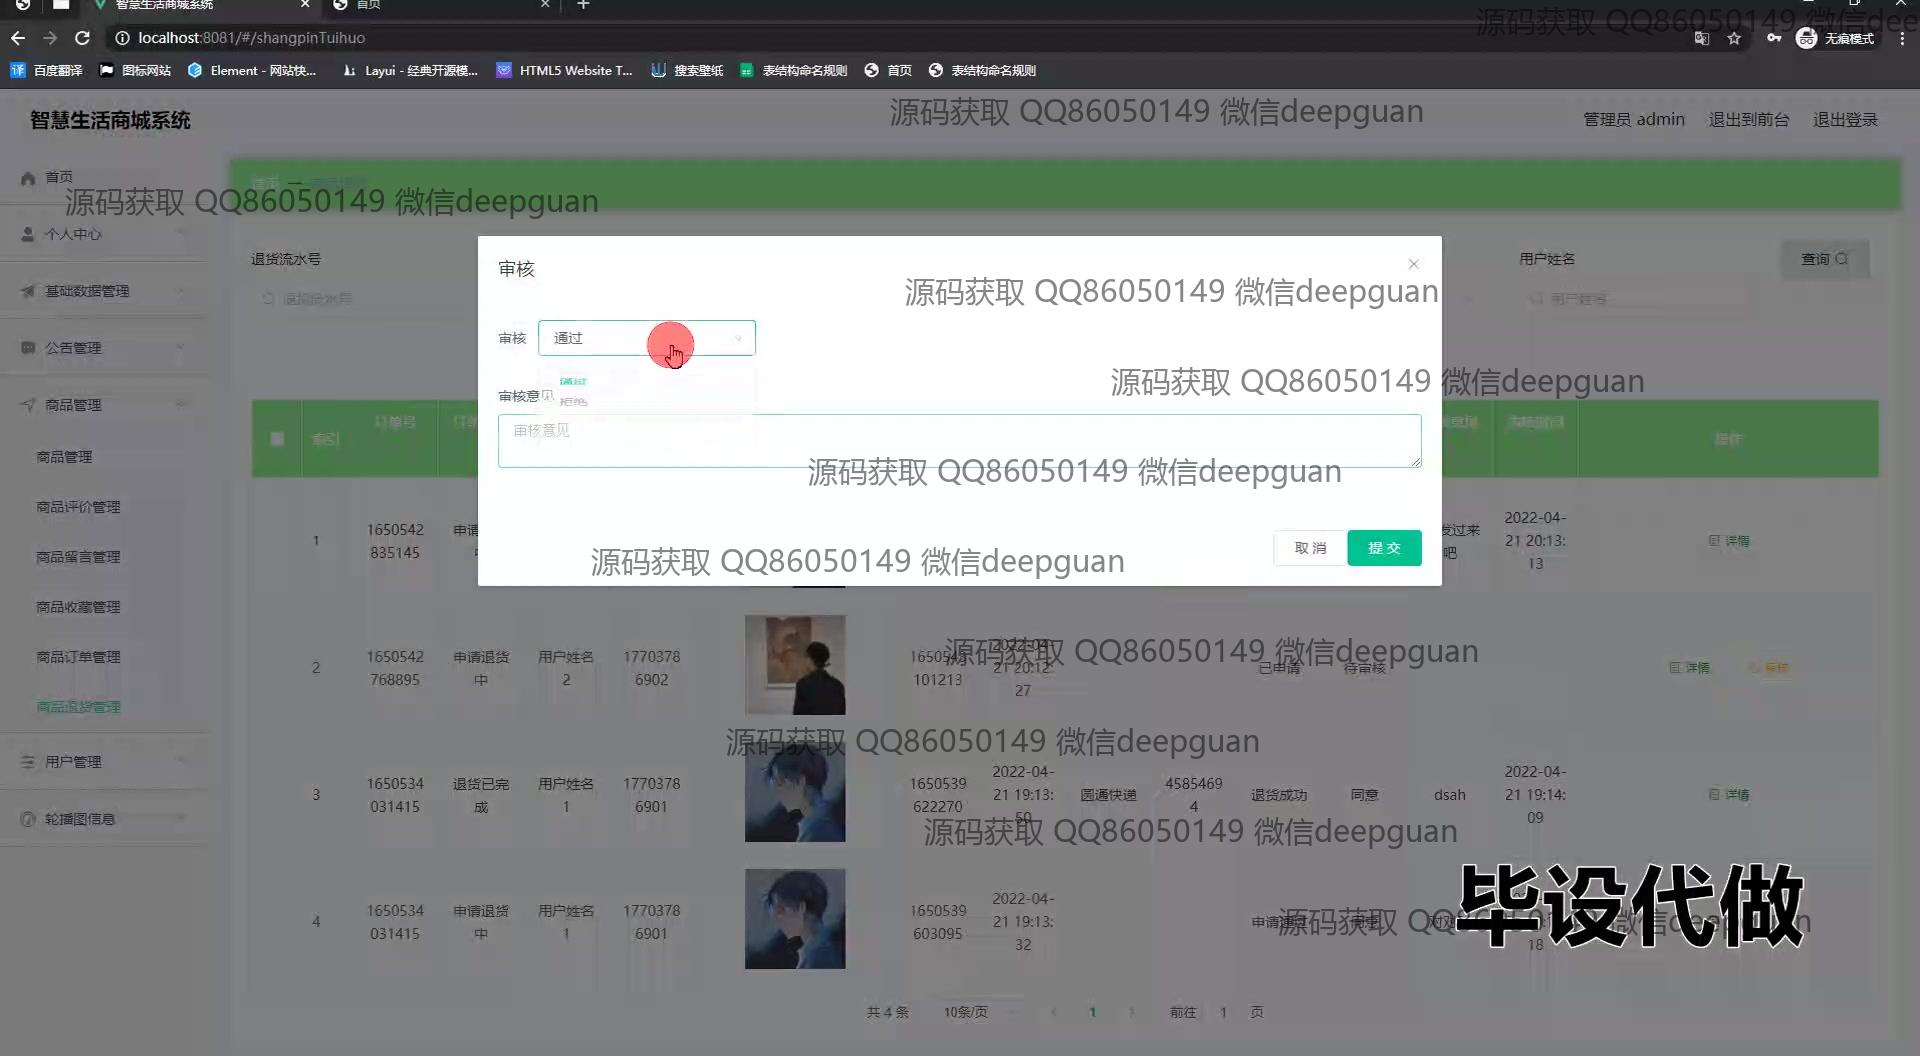 智慧生活商城系统
首页
localhost:8081/#/shangpinTuihuo
无痕模式
百度翻译
图标网站
Element - 网站快...
Layui - 经典开源模...
HTML5 Website T...
搜索壁纸
表结构命名规则
首页
表结构命名规则
源码获取 QQ86050149 微信dee
智慧生活商城系统
源码获取 QQ86050149 微信deepguan
管理员 admin
退出到前台
退出登录
首页
源码获取 QQ86050149 微信deepguan
个人中心
基础数据管理
公告管理
商品管理
商品管理
商品评价管理
商品留言管理
商品收藏管理
商品订单管理
商品退货管理
用户管理
轮播图信息
退货流水号
退货流水号
用户姓名
用户姓名
查询
审核
源码获取 QQ86050149 微信deepguan
审核
通过
通过
拒绝
源码获取 QQ86050149 微信deepguan
审核意见
审核意见
源码获取 QQ86050149 微信deepguan
取 消
提 交
源码获取 QQ86050149 微信deepguan
索引
订单号
操作
1
1650542
835145
发过来
吧
2022-04-
21 20:13:
13
详情
2
1650542
768895
申请退货
中
用户姓名
2
1770378
6902
101213
2022-04-
21 20:12:
27
已申请
待审核
详情
审核
源码获取 QQ86050149 微信deepguan
源码获取 QQ86050149 微信deepguan
3
1650534
031415
退货已完
成
用户姓名
1
1770378
6901
1650539
622270
2022-04-
21 19:13:
50
圆通快递
4585469
4
退货成功
同意
dsah
2022-04-
21 19:14:
09
详情
源码获取 QQ86050149 微信deepguan
4
1650534
031415
申请退货
中
用户姓名
1
1770378
6901
1650539
603095
2022-04-
21 19:13:
32
申请通过
同意
18
源码获取 QQ86050149 微信deepguan
毕设代做
共 4 条
10条/页
1
前往
1
页